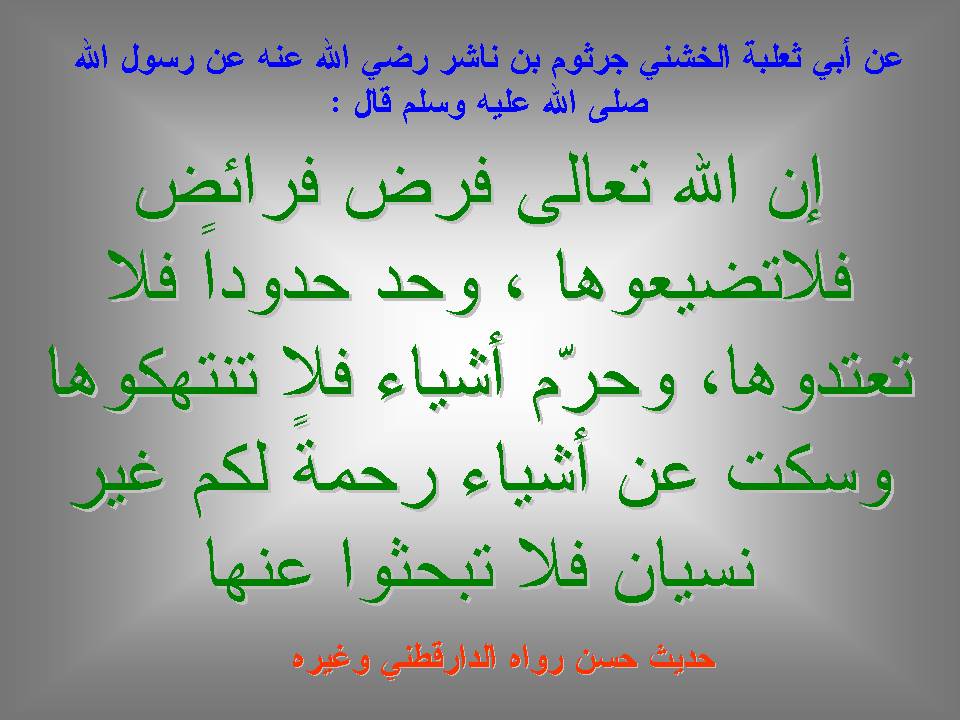 عن أبي ثعلبة الخشني جرثوم بن ناشر رضي الله عنه عن رسول الله
صلى الله عليه وسلم قال :
إن الله تعالى فرض فرائض
فلاتضيعوها ، وحد حدوداً فلا
تعتدوها، وحرّم أشياء فلا تنتهكوها
وسكت عن أشياء رحمةً لكم غير
نسيان فلا تبحثوا عنها
حديث حسن رواه الدارقطني وغيره